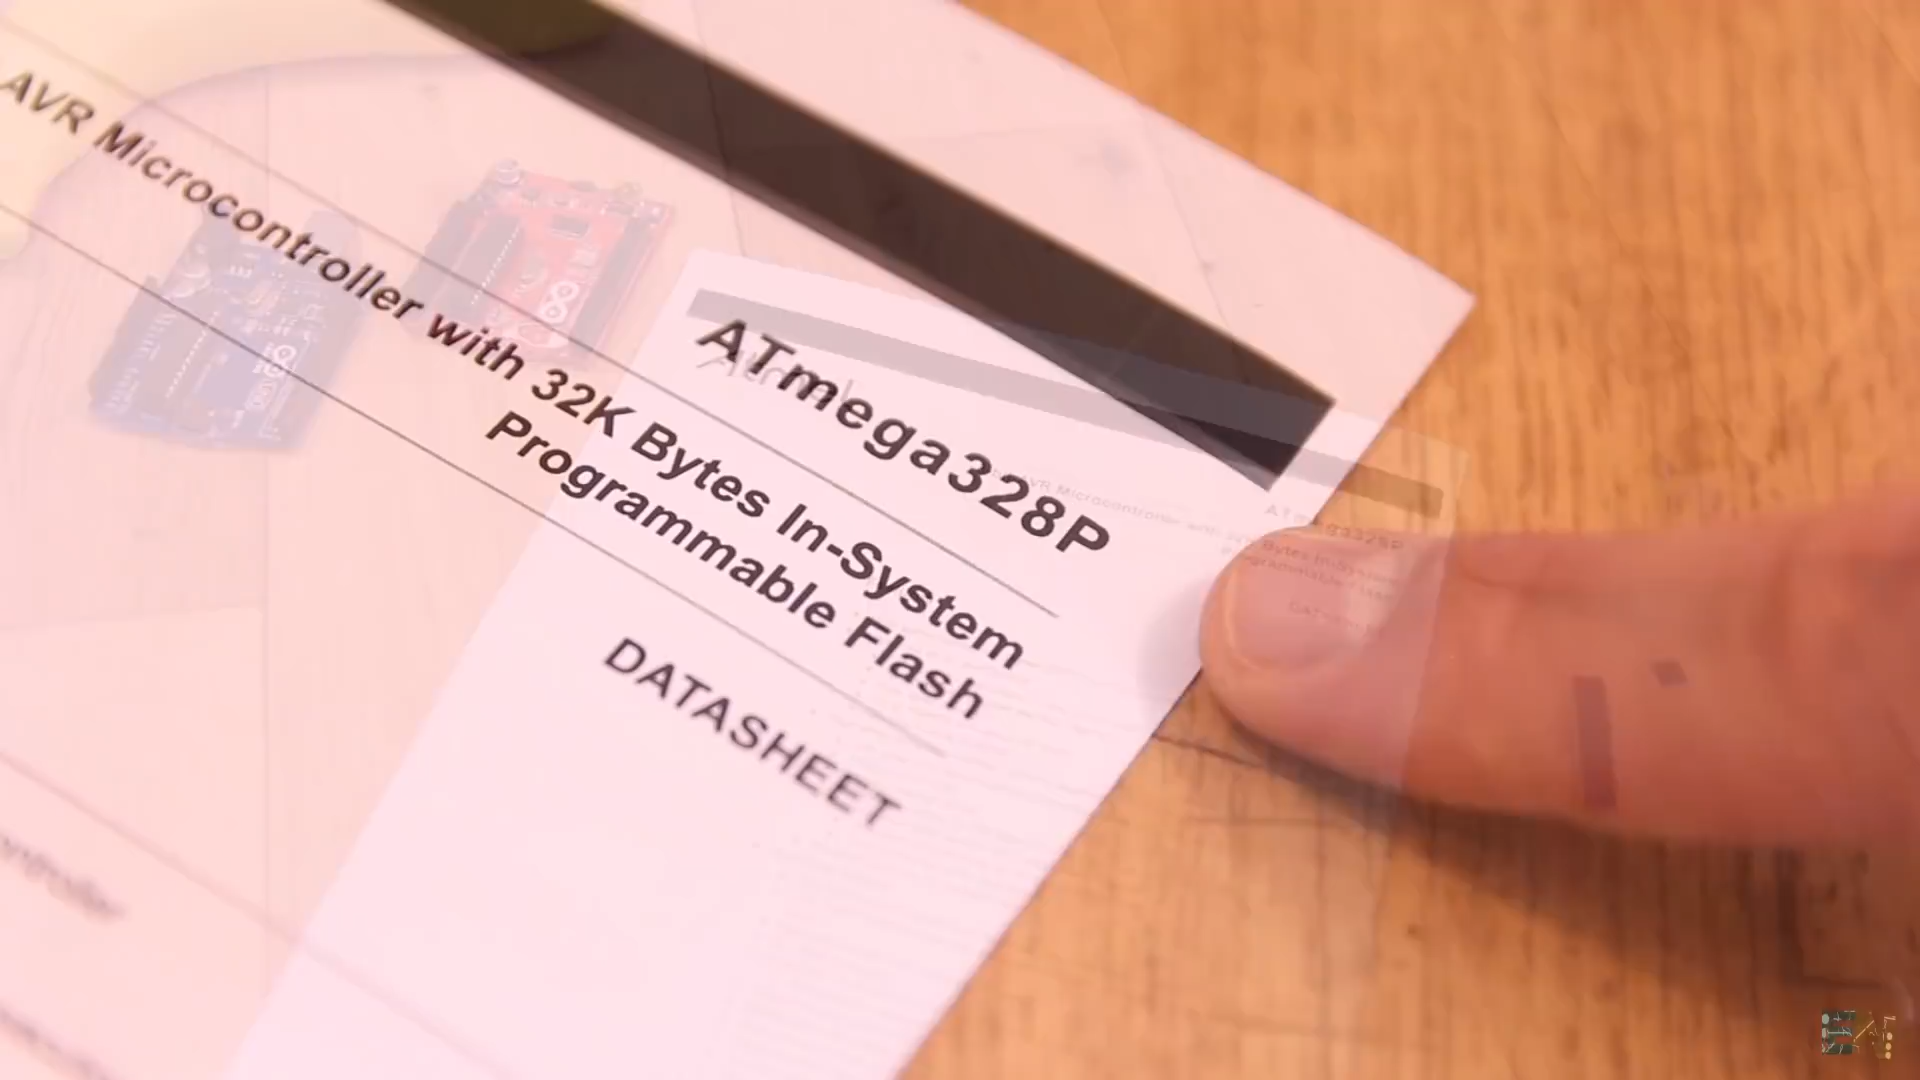 ATmega328P
AVR Microcontroller with 32K Bytes In-System
Programmable Flash
DATASHEET